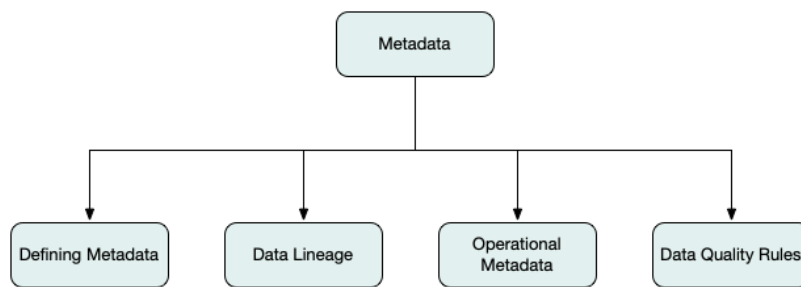 Metadata
Defining Metadata
Data Lineage
Operational
Metadata
Data Quality Rules